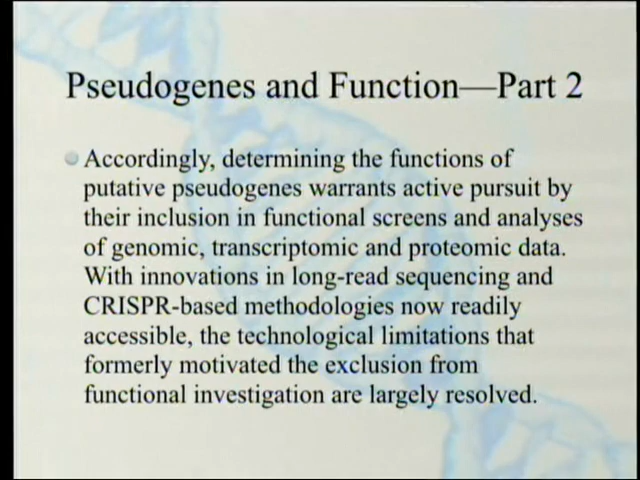 Pseudogenes and Function—Part 2
Accordingly, determining the functions of
putative pseudogenes warrants active pursuit by
their inclusion in functional screens and analyses
of genomic, transcriptomic and proteomic data.
With innovations in long-read sequencing and
CRISPR-based methodologies now readily
accessible, the technological limitations that
formerly motivated the exclusion from
functional investigation are largely resolved.